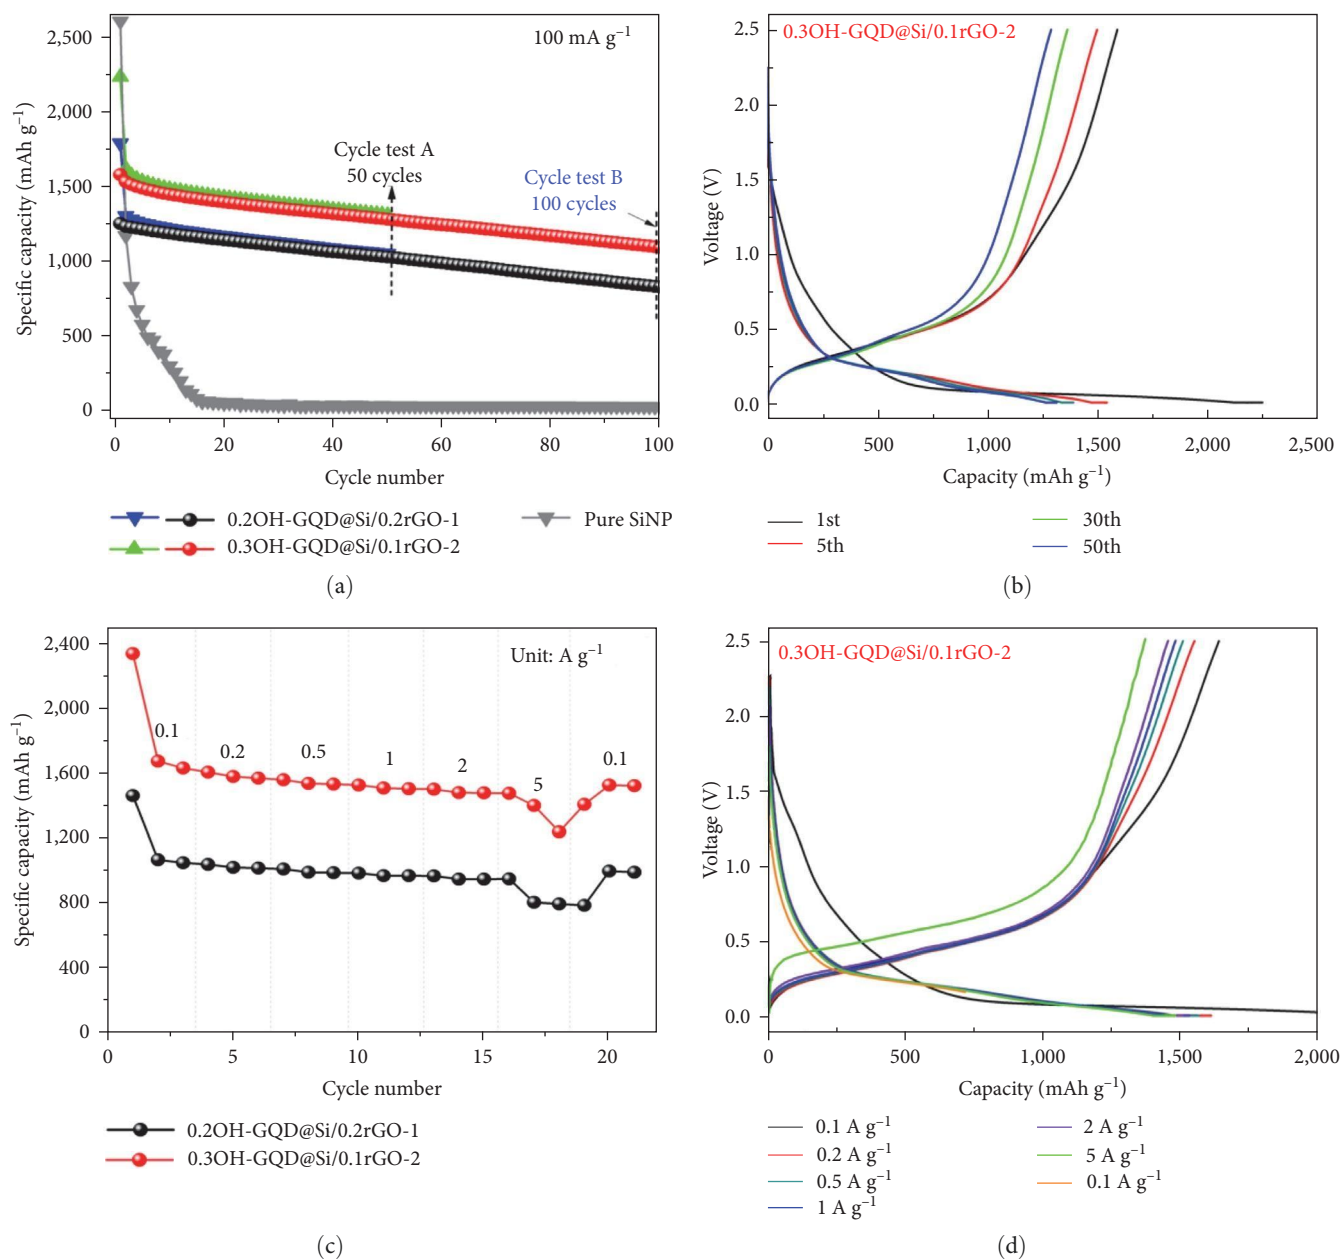 2,500
2,000
1,500
1,000
500
0
Specific capacity (mAh g⁻¹)
100 mA g⁻¹
Cycle test A
50 cycles
Cycle test B
100 cycles
0 20 40 60 80 100
Cycle number
0.2OH-GQD@Si/0.2rGO-1
0.3OH-GQD@Si/0.1rGO-2
Pure SiNP
(a)
2.5
2.0
1.5
1.0
0.5
0.0
Voltage (V)
0.3OH-GQD@Si/0.1rGO-2
0 500 1,000 1,500 2,000 2,500
Capacity (mAh g⁻¹)
1st
5th
30th
50th
(b)
2,400
2,000
1,600
1,200
800
400
0
Specific capacity (mAh g⁻¹)
Unit: A g⁻¹
0.1 0.2 0.5 1 2 5 0.1
0 5 10 15 20
Cycle number
0.2OH-GQD@Si/0.2rGO-1
0.3OH-GQD@Si/0.1rGO-2
(c)
2.5
2.0
1.5
1.0
0.5
0.0
Voltage (V)
0.3OH-GQD@Si/0.1rGO-2
0 500 1,000 1,500 2,000
Capacity (mAh g⁻¹)
0.1 A g⁻¹
0.2 A g⁻¹
0.5 A g⁻¹
1 A g⁻¹
2 A g⁻¹
5 A g⁻¹
0.1 A g⁻¹
(d)